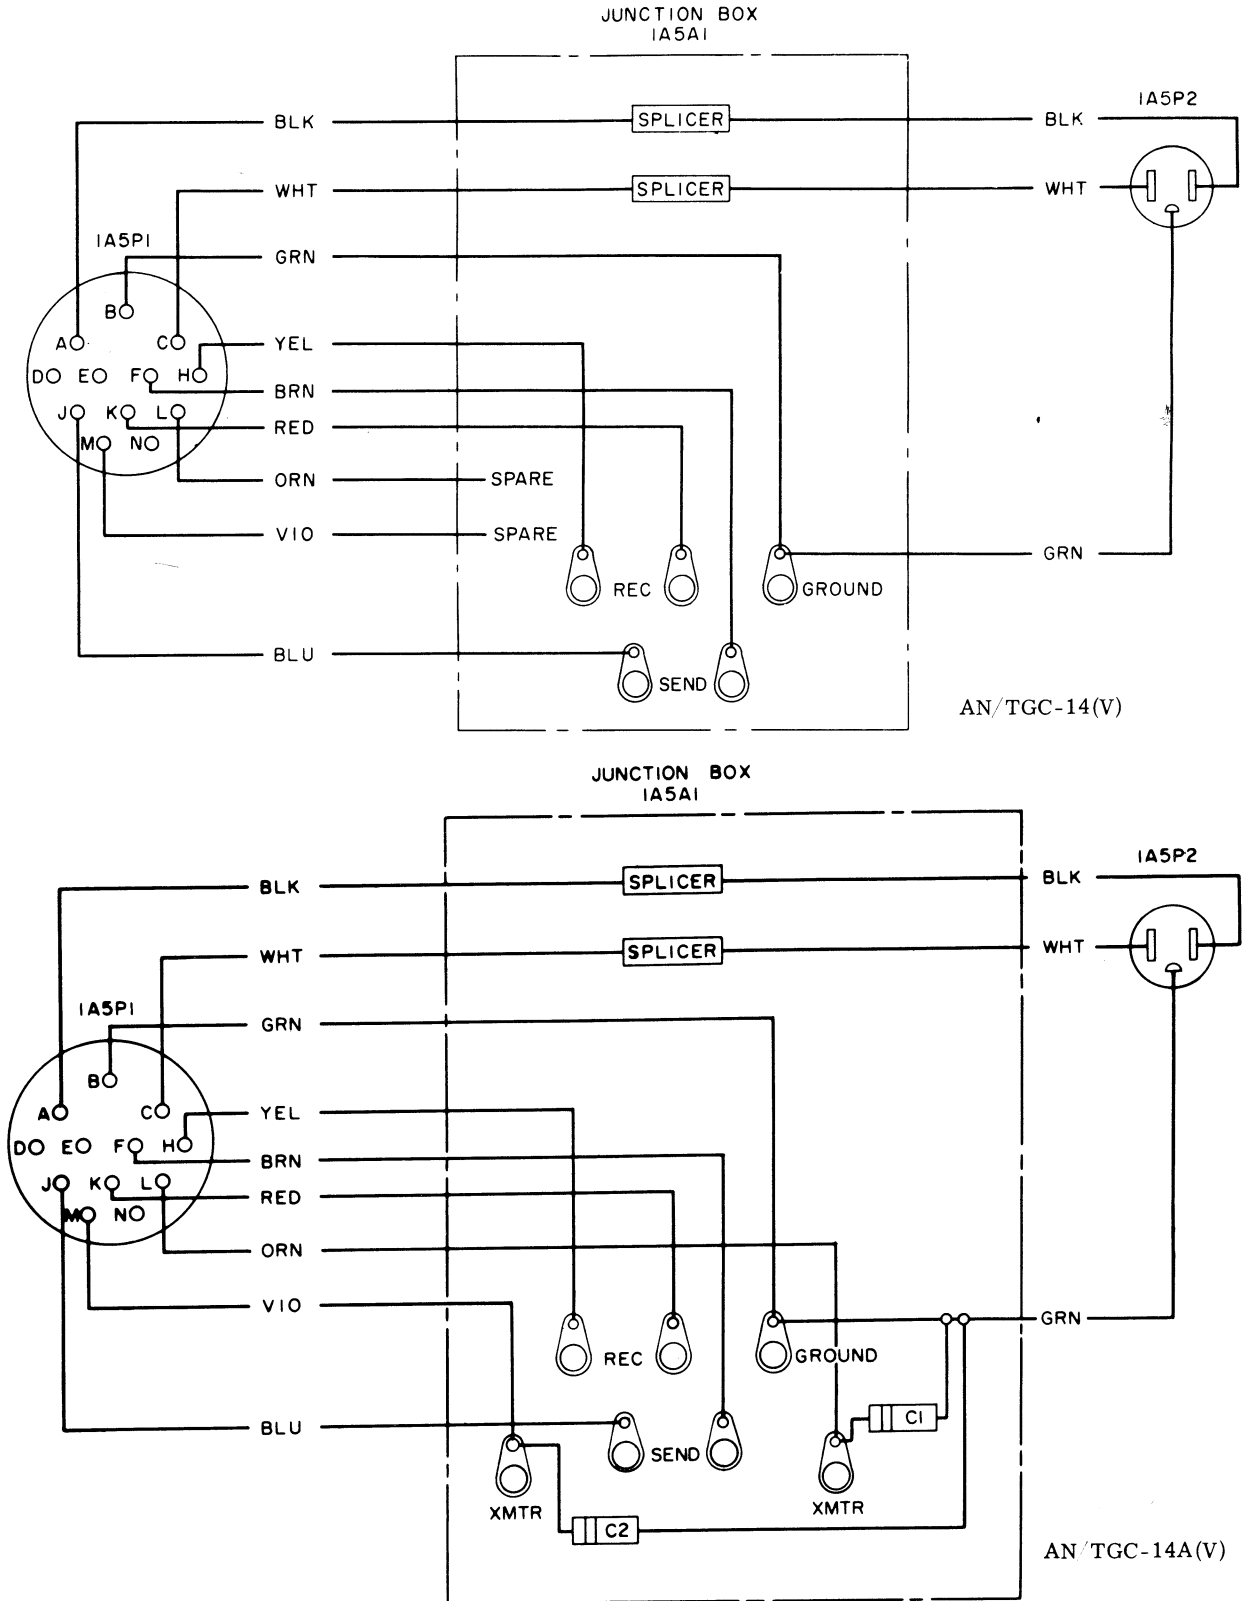 JUNCTION BOX
1A5A1
1A5P2
BLK
SPLICER
BLK
WHT
SPLICER
WHT
1A5P1
GRN
B
A
C
YEL
D
E
F
H
BRN
J
K
L
RED
M
N
ORN
SPARE
VIO
SPARE
GRN
REC
GROUND
BLU
SEND
AN/TGC-14(V)
JUNCTION BOX
1A5A1
1A5P2
BLK
SPLICER
BLK
WHT
SPLICER
WHT
1A5P1
GRN
B
A
C
YEL
D
E
F
H
BRN
J
K
L
RED
M
N
ORN
VIO
GRN
REC
GROUND
C1
BLU
SEND
XMTR
XMTR
C2
AN/TGC-14A(V)